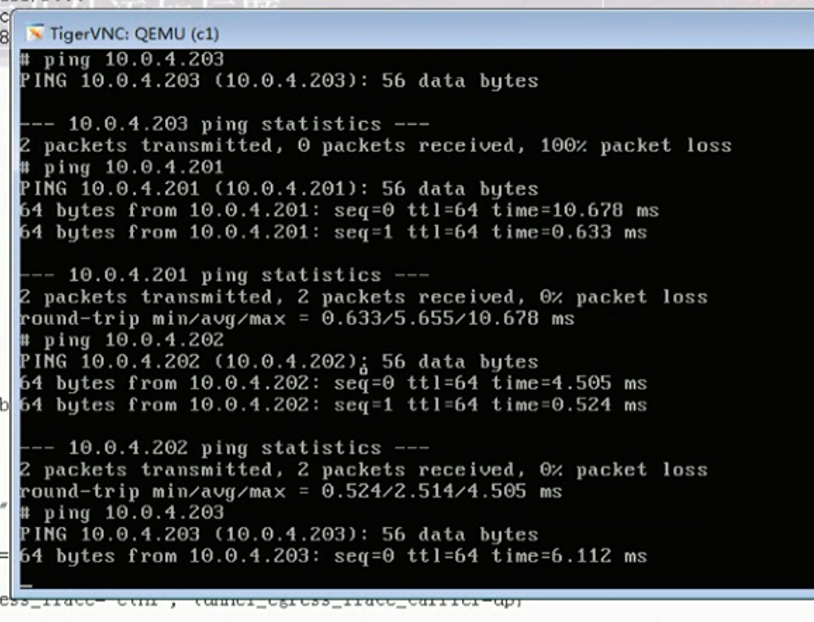 TigerVNC: QEMU (c1)
# ping 10.0.4.203
PING 10.0.4.203 (10.0.4.203): 56 data bytes
--- 10.0.4.203 ping statistics ---
2 packets transmitted, 0 packets received, 100% packet loss
# ping 10.0.4.201
PING 10.0.4.201 (10.0.4.201): 56 data bytes
64 bytes from 10.0.4.201: seq=0 ttl=64 time=10.678 ms
64 bytes from 10.0.4.201: seq=1 ttl=64 time=0.633 ms
--- 10.0.4.201 ping statistics ---
2 packets transmitted, 2 packets received, 0% packet loss
round-trip min/avg/max = 0.633/5.655/10.678 ms
# ping 10.0.4.202
PING 10.0.4.202 (10.0.4.202): 56 data bytes
64 bytes from 10.0.4.202: seq=0 ttl=64 time=4.505 ms
64 bytes from 10.0.4.202: seq=1 ttl=64 time=0.524 ms
--- 10.0.4.202 ping statistics ---
2 packets transmitted, 2 packets received, 0% packet loss
round-trip min/avg/max = 0.524/2.514/4.505 ms
# ping 10.0.4.203
PING 10.0.4.203 (10.0.4.203): 56 data bytes
64 bytes from 10.0.4.203: seq=0 ttl=64 time=6.112 ms